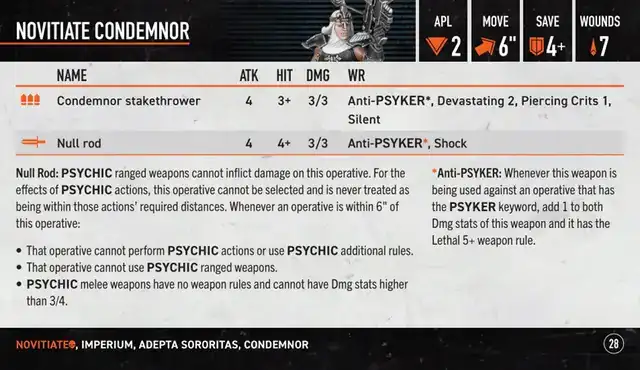 NOVITIATE CONDEMNOR
APL MOVE SAVE WOUNDS
2 6" 4+ 7
NAME ATK HIT DMG WR
Condemnor stakethrower 4 3+ 3/3 Anti-PSYKER*, Devastating 2, Piercing Crits 1,
Silent
Null rod 4 4+ 3/3 Anti-PSYKER*, Shock
Null Rod: PSYCHIC ranged weapons cannot inflict damage on this operative. For the
effects of PSYCHIC actions, this operative cannot be selected and is never treated as
being within those actions' required distances. Whenever an operative is within 6" of
this operative:
• That operative cannot perform PSYCHIC actions or use PSYCHIC additional rules.
• That operative cannot use PSYCHIC ranged weapons.
• PSYCHIC melee weapons have no weapon rules and cannot have Dmg stats higher
than 3/4.
*Anti-PSYKER: Whenever this weapon is
being used against an operative that has
the PSYKER keyword, add 1 to both
Dmg stats of this weapon and it has the
Lethal 5+ weapon rule.
NOVITIATE, IMPERIUM, ADEPTA SORORITAS, CONDEMNOR
28